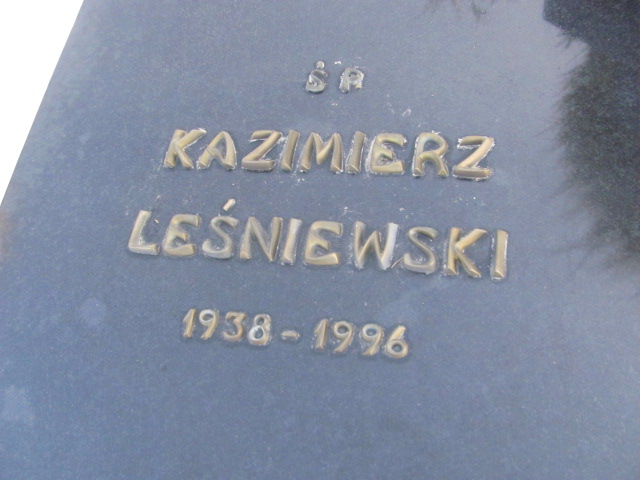 ŚP
KAZIMIERZ
LEŚNIEWSKI
1938-1996